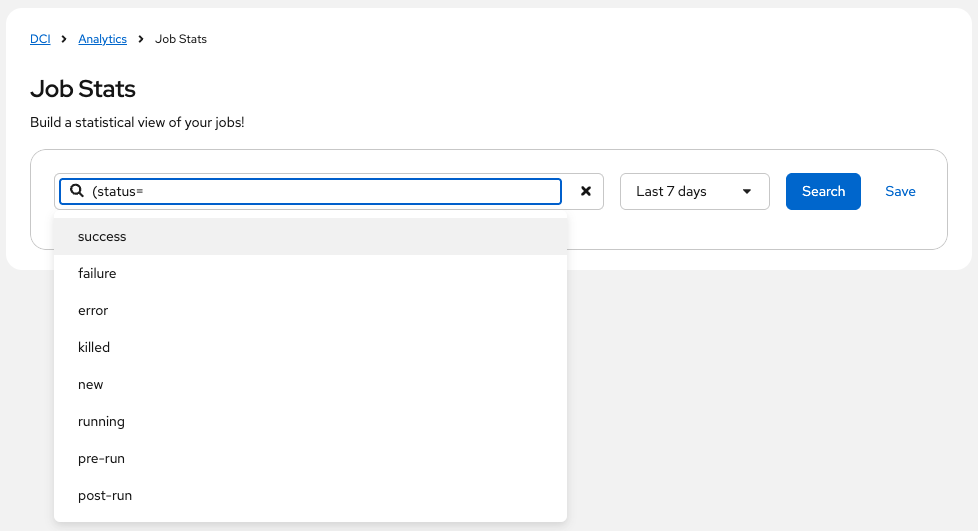 DCI > Analytics > Job Stats
Job Stats
Build a statistical view of your jobs!
(status= Last 7 days Search Save
success
failure
error
killed
new
running
pre-run
post-run